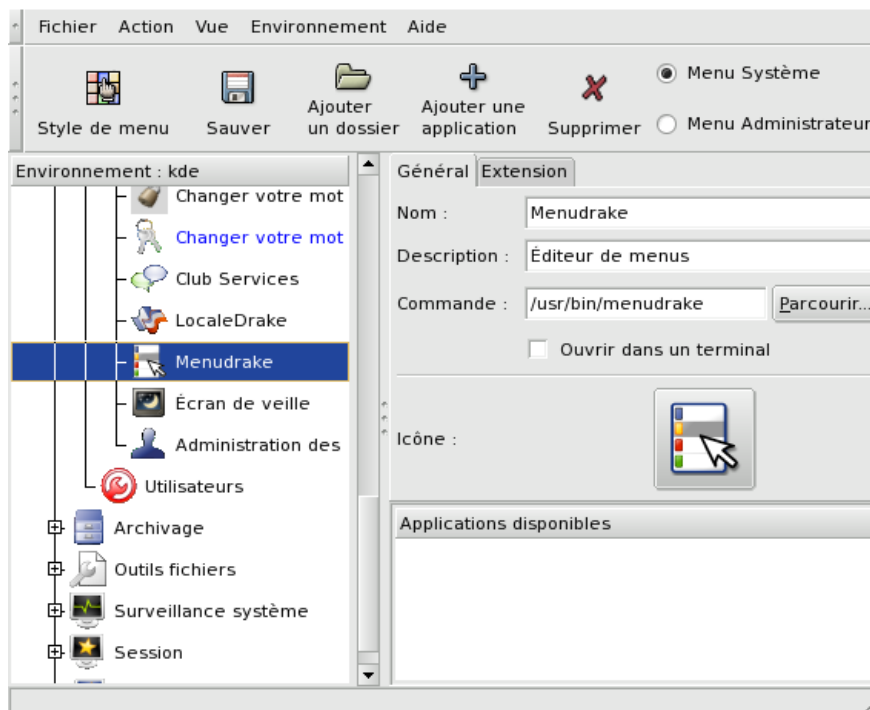 Fichier Action Vue Environnement Aide
Style de menu
Sauver
Ajouter
un dossier
Ajouter une
application
Supprimer
Menu Système
Menu Administrateur
Environnement : kde
Changer votre mot
Changer votre mot
Club Services
LocaleDrake
Menudrake
Écran de veille
Administration des
Utilisateurs
Archivage
Outils fichiers
Surveillance système
Session
Général Extension
Nom : Menudrake
Description : Éditeur de menus
Commande : /usr/bin/menudrake Parcourir...
Ouvrir dans un terminal
Icône :
Applications disponibles